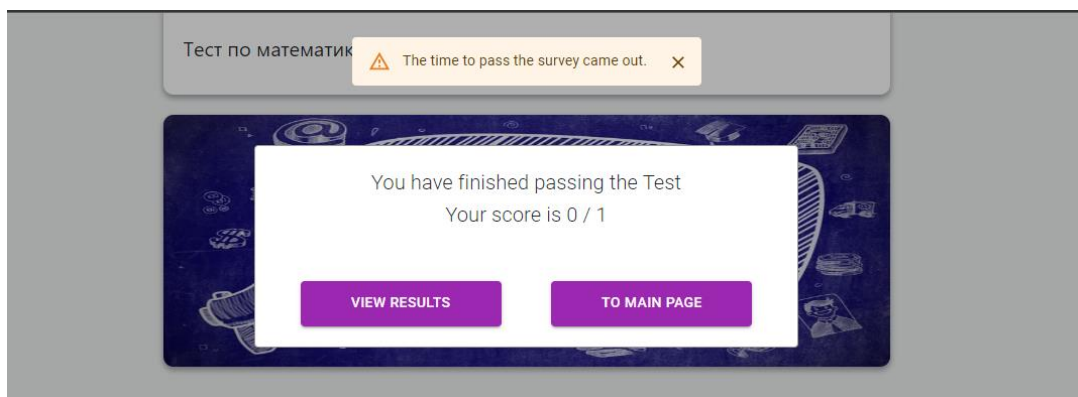 Тест по математик
The time to pass the survey came out.
You have finished passing the Test
Your score is 0 / 1
VIEW RESULTS
TO MAIN PAGE